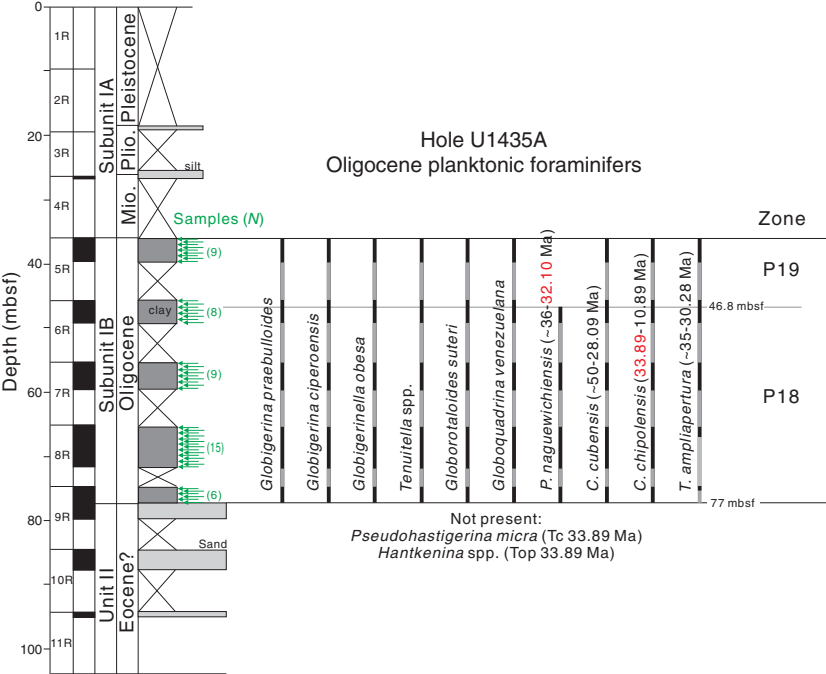 0
20
40
60
80
100
Depth (mbsf)
1R
2R
3R
4R
5R
6R
7R
8R
9R
10R
11R
Subunit IA
Subunit IB
Unit II
Pleistocene
Plio.
Mio.
Oligocene
Eocene?
silt
clay
Sand
Samples (N)
(9)
(8)
(9)
(15)
(6)
Hole U1435A
Oligocene planktonic foraminifers
Globigerina praebulloides
Globigerina ciperoensis
Globigerinella obesa
Tenuitella spp.
Globorotaloides suteri
Globoquadrina venezuelana
P. naguewichiensis (~36-32.10 Ma)
C. cubensis (~50-28.09 Ma)
C. chipolensis (33.89-10.89 Ma)
T. ampliapertura (~35-30.28 Ma)
Zone
P19
46.8 mbsf
P18
77 mbsf
Not present:
Pseudohastigerina micra (Tc 33.89 Ma)
Hantkenina spp. (Top 33.89 Ma)